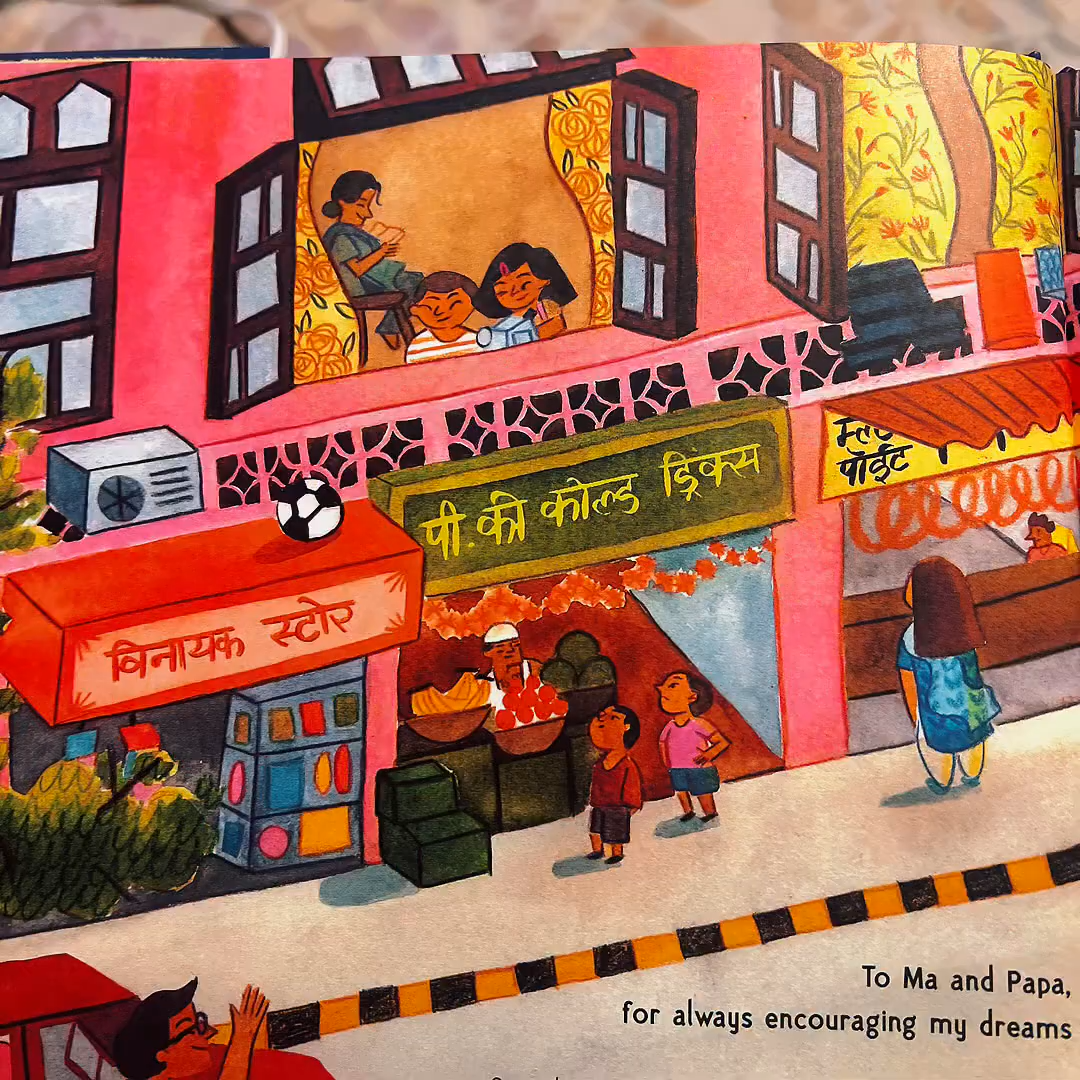 पी. की कोल्ड ड्रिंक्स
पॉईंट
बिनायक स्टोर
To Ma and Papa,
for always encouraging my dreams